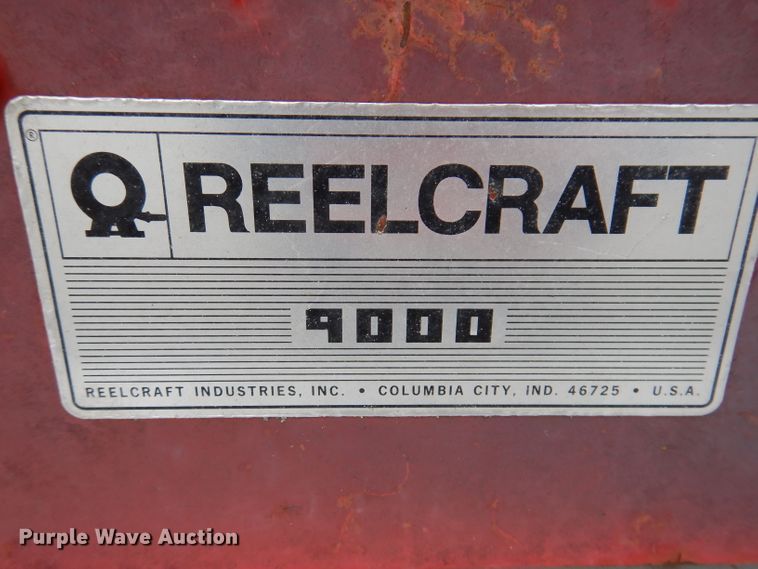 ®
REELCRAFT
9000
REELCRAFT INDUSTRIES, INC. • COLUMBIA CITY, IND. 46725 • U.S.A.
Purple Wave Auction